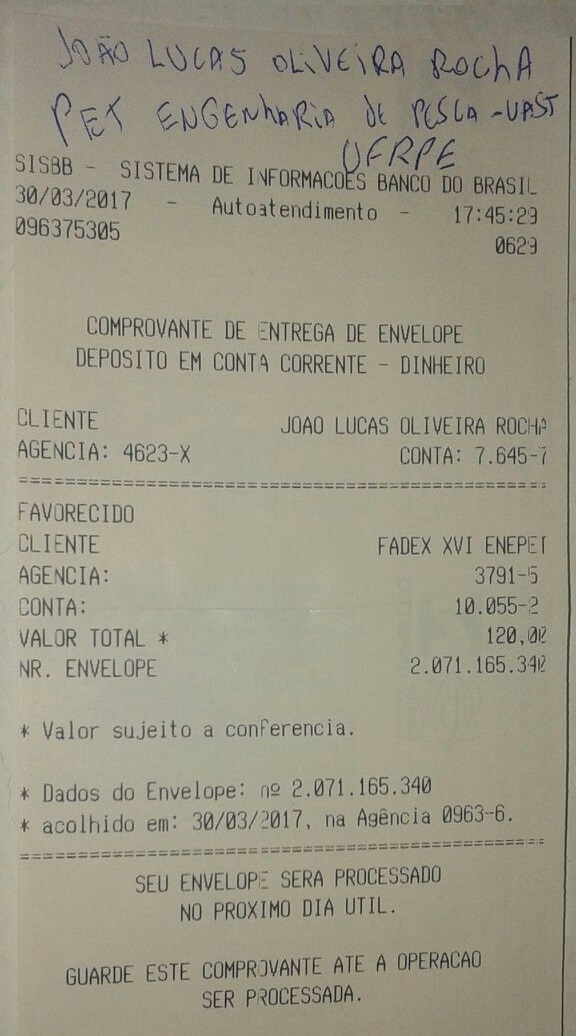 JOÃO LUCAS OLIVEIRA ROCHA
PET ENGENHARIA DE PESCA - UAST
UFRPE
SISBB - SISTEMA DE INFORMACOES BANCO DO BRASIL
30/03/2017 - Autoatendimento - 17:45:29
096375305 0629
COMPROVANTE DE ENTREGA DE ENVELOPE
DEPOSITO EM CONTA CORRENTE - DINHEIRO
CLIENTE JOAO LUCAS OLIVEIRA ROCHA
AGENCIA: 4623-X CONTA: 7.645-7
================================================
FAVORECIDO
CLIENTE FADEX XVI ENEPET
AGENCIA: 3791-5
CONTA: 10.055-2
VALOR TOTAL * 120,00
NR. ENVELOPE 2.071.165.340
* Valor sujeito a conferencia.
* Dados do Envelope: nº 2.071.165.340
* acolhido em: 30/03/2017, na Agência 0963-6.
================================================
SEU ENVELOPE SERA PROCESSADO
NO PROXIMO DIA UTIL.
GUARDE ESTE COMPROVANTE ATE A OPERACAO
SER PROCESSADA.